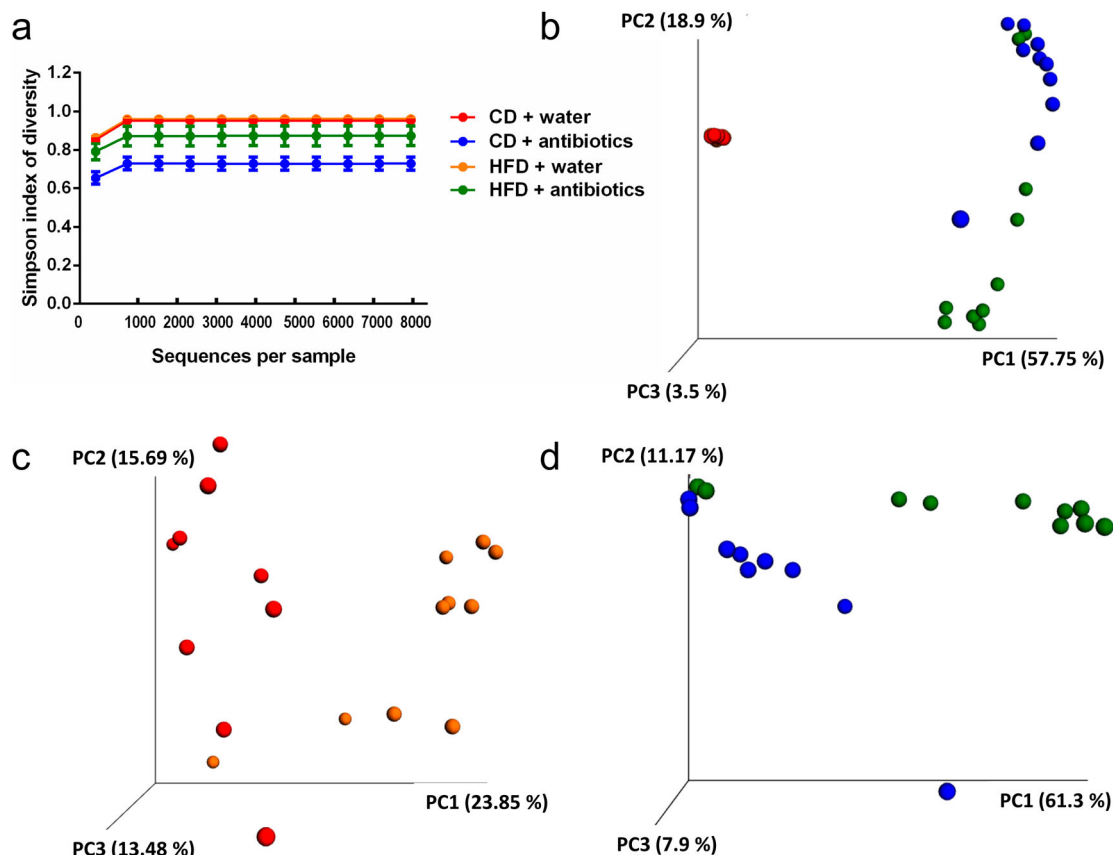 a
1.2
1.0
0.8
0.6
0.4
0.2
0.0
Simpson index of diversity
0 1000 2000 3000 4000 5000 6000 7000 8000
Sequences per sample
CD + water
CD + antibiotics
HFD + water
HFD + antibiotics
b
PC2 (18.9 %)
PC1 (57.75 %)
PC3 (3.5 %)
c
PC2 (15.69 %)
PC1 (23.85 %)
PC3 (13.48 %)
d
PC2 (11.17 %)
PC1 (61.3 %)
PC3 (7.9 %)